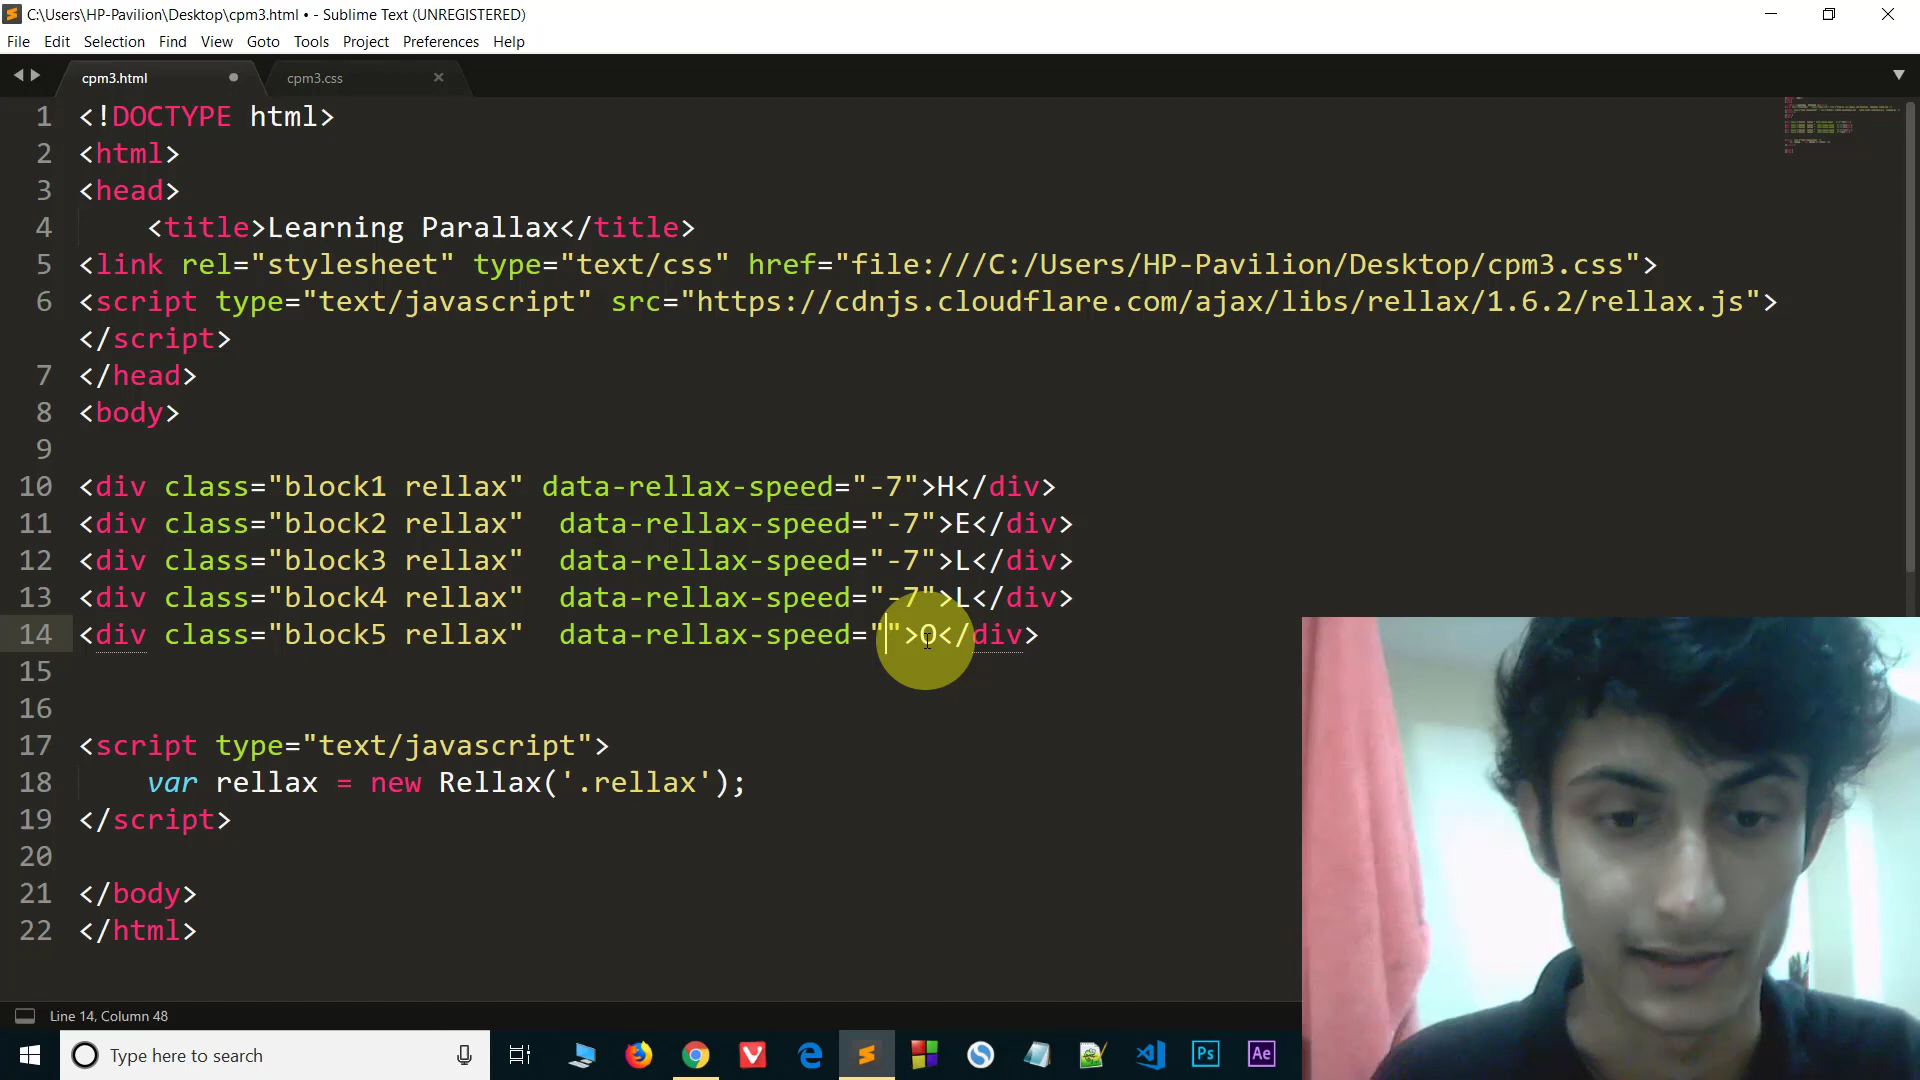 C:\Users\HP-Pavilion\Desktop\cpm3.html • - Sublime Text (UNREGISTERED)
File Edit Selection Find View Goto Tools Project Preferences Help
cpm3.html cpm3.css
1 <!DOCTYPE html>
2 <html>
3 <head>
4 <title>Learning Parallax</title>
5 <link rel="stylesheet" type="text/css" href="file:///C:/Users/HP-Pavilion/Desktop/cpm3.css">
6 <script type="text/javascript" src="https://cdnjs.cloudflare.com/ajax/libs/rellax/1.6.2/rellax.js">
</script>
7 </head>
8 <body>
9
10 <div class="block1 rellax" data-rellax-speed="-7">H</div>
11 <div class="block2 rellax"  data-rellax-speed="-7">E</div>
12 <div class="block3 rellax"  data-rellax-speed="-7">L</div>
13 <div class="block4 rellax"  data-rellax-speed="-7">L</div>
14 <div class="block5 rellax"  data-rellax-speed="">O</div>
15
16
17 <script type="text/javascript">
18 var rellax = new Rellax('.rellax');
19 </script>
20
21 </body>
22 </html>
Line 14, Column 48
Type here to search
Ps
Ae